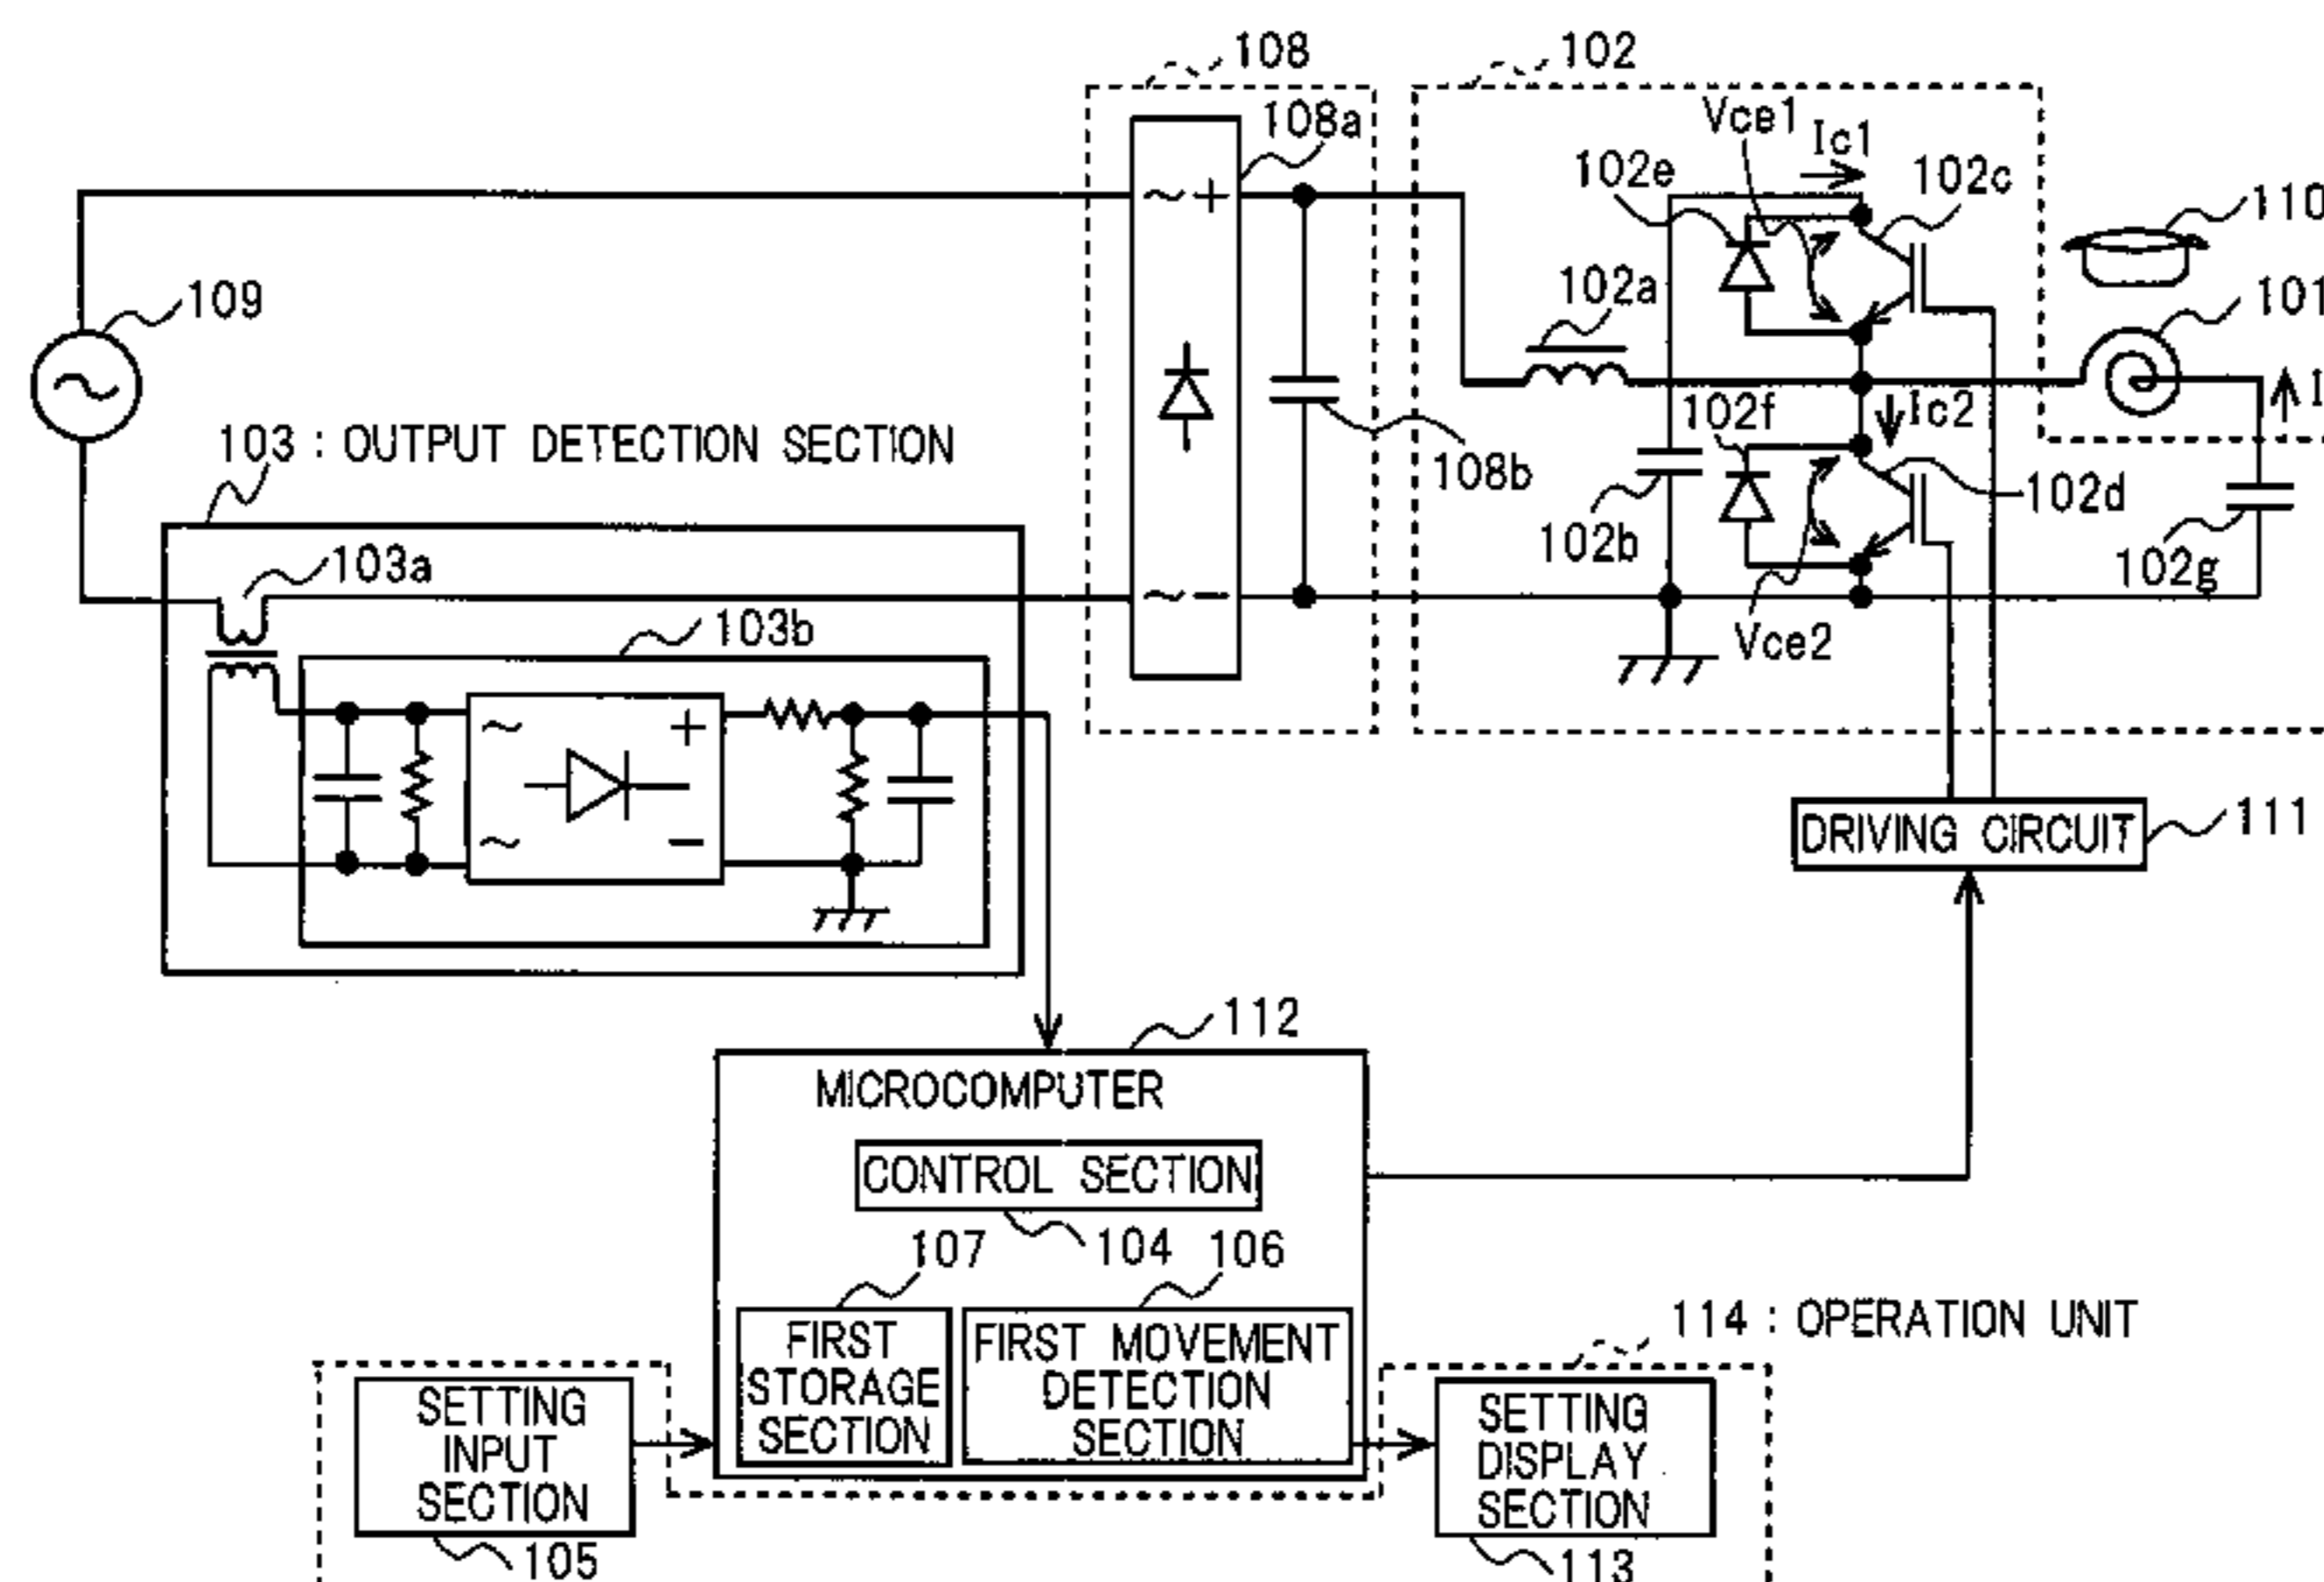 108
102
108a
Vce1
Ic1
102e
102c
110
109
102a
101
I
103 : OUTPUT DETECTION SECTION
102f
Ic2
108b
102d
102b
102g
103a
103b
Vce2
~ +
~ −
~ +
~ −
DRIVING CIRCUIT
111
112
MICROCOMPUTER
CONTROL SECTION
107
104
106
114 : OPERATION UNIT
FIRST
STORAGE
SECTION
FIRST MOVEMENT
DETECTION
SECTION
SETTING
INPUT
SECTION
SETTING
DISPLAY
SECTION
105
113